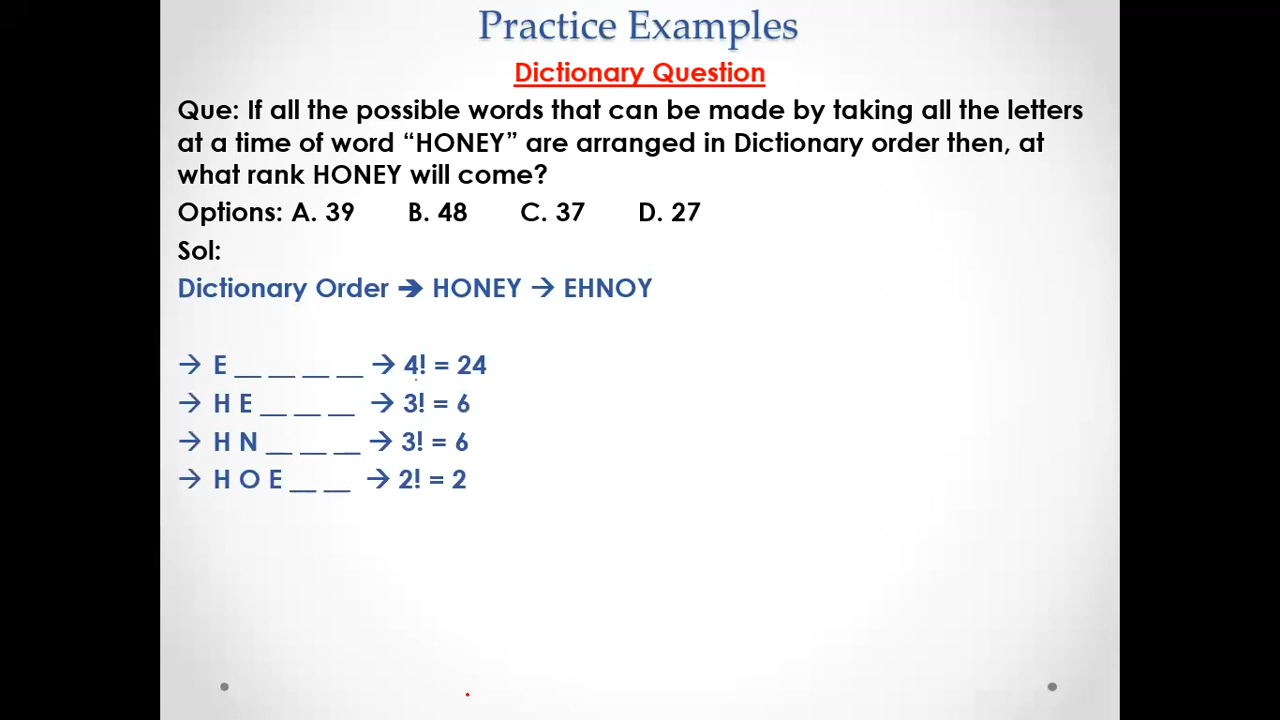 Practice Examples
Dictionary Question
Que: If all the possible words that can be made by taking all the letters
at a time of word “HONEY” are arranged in Dictionary order then, at
what rank HONEY will come?
Options: A. 39 B. 48 C. 37 D. 27
Sol:
Dictionary Order ➔ HONEY → EHNOY
→ E __ __ __ __ → 4! = 24
→ H E __ __ __ → 3! = 6
→ H N __ __ __ → 3! = 6
→ H O E __ __ → 2! = 2